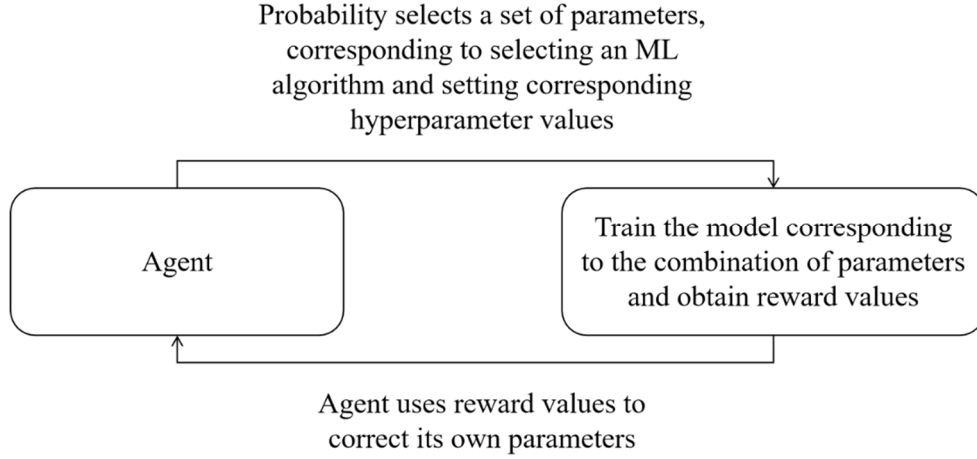 Probability selects a set of parameters,
corresponding to selecting an ML
algorithm and setting corresponding
hyperparameter values
Agent
Train the model corresponding
to the combination of parameters
and obtain reward values
Agent uses reward values to
correct its own parameters